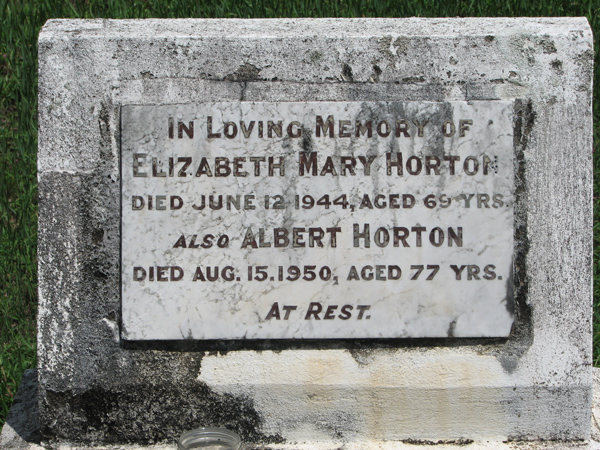 IN LOVING MEMORY OF
ELIZABETH MARY HORTON
DIED JUNE 12 1944, AGED 69 YRS.
ALSO ALBERT HORTON
DIED AUG. 15. 1950, AGED 77 YRS.
AT REST.